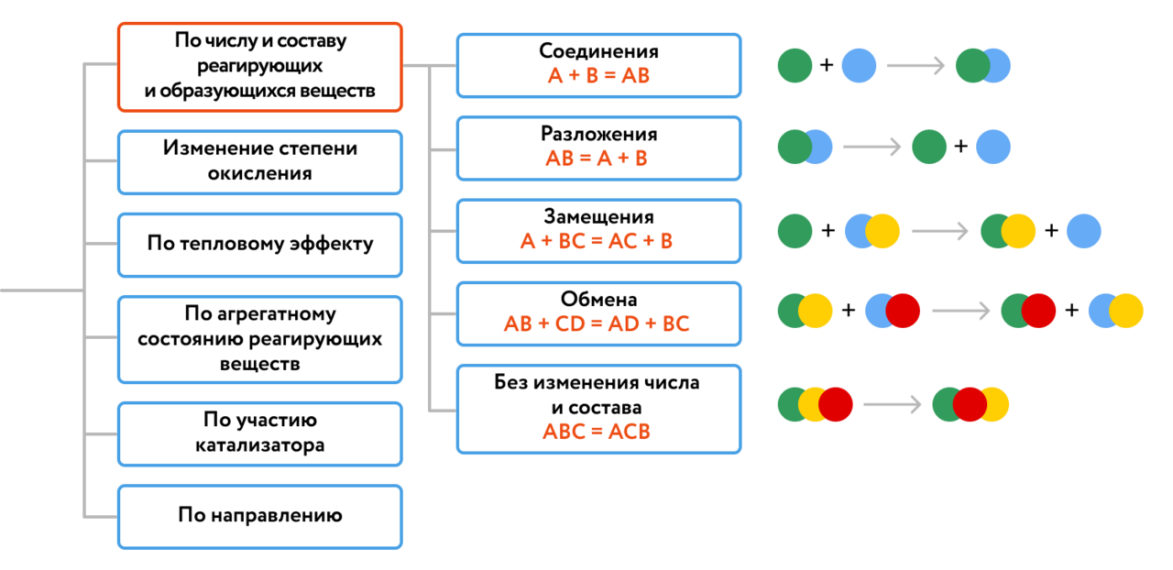 По числу и составу
реагирующих
и образующихся веществ
Изменение степени
окисления
По тепловому эффекту
По агрегатному
состоянию реагирующих
веществ
По участию
катализатора
По направлению
Соединения
A + B = AB
Разложения
AB = A + B
Замещения
A + BC = AC + B
Обмена
AB + CD = AD + BC
Без изменения числа
и состава
ABC = ACB
+
+
+ +
+ +